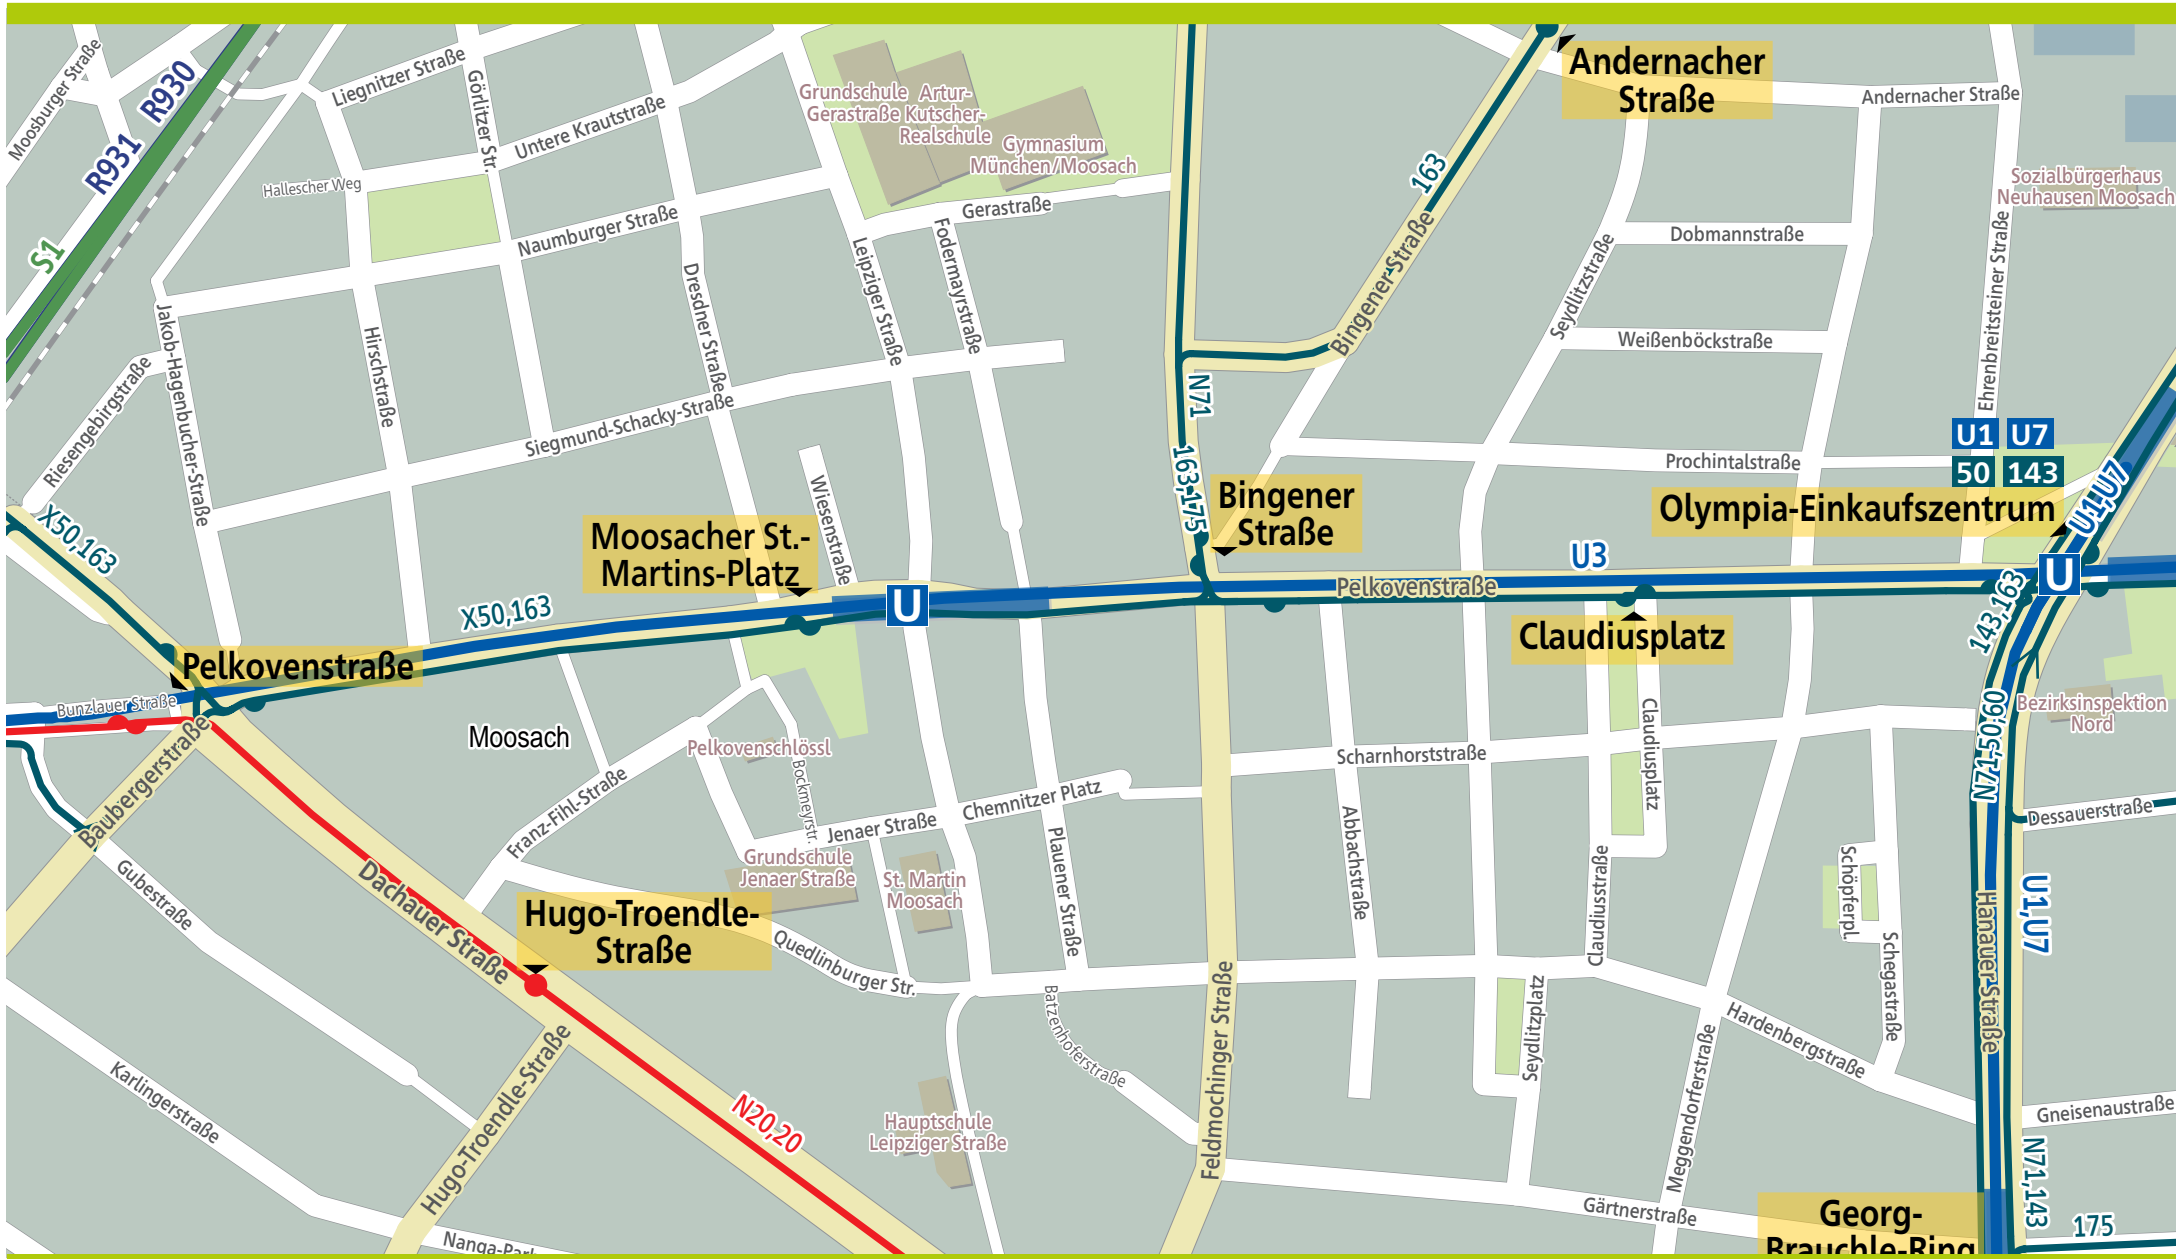 Moosburger Straße
R931
R930
S1
Liegnitzer Straße
Görlitzer Str.
Untere Krautstraße
Hallescher Weg
Naumburger Straße
Grundschule
Gerastraße
Artur-
Kutscher-
Realschule
Gymnasium
München/Moosach
Gerastraße
Fodermayrstraße
Leipziger Straße
Dresdner Straße
Hirschstraße
Jakob-Hagenbucher-Straße
Riesengebirgstraße
Siegmund-Schacky-Straße
Wiesenstraße
163
Bingener Straße
Andernacher
Straße
Andernacher Straße
Sozialbürgerhaus
Neuhausen Moosach
Dobmannstraße
Seydlitzstraße
Weißenböckstraße
Ehrenbreitsteiner Straße
N71
163,175
Prochintalstraße
U1 U7
50 143
Olympia-Einkaufszentrum
U1,U7
Bingener
Straße
Moosacher St.-
Martins-Platz
X50,163
X50,163
U
U3
U
Pelkovenstraße
Claudiusplatz
143,163
Pelkovenstraße
Bunzlauer Straße
Baubergerstraße
Moosach
Pelkovenschlössl
Bockmeyrstr.
Franz-Fihl-Straße
Jenaer Straße
Chemnitzer Platz
Scharnhorststraße
Claudiusplatz
N71,50,60
Bezirksinspektion
Nord
Dessauerstraße
Abbachstraße
Claudiusstraße
Schöpferpl.
Schegastraße
Hanauer Straße
U1,U7
Gubestraße
Dachauer Straße
Grundschule
Jenaer Straße
St. Martin
Moosach
Plauener Straße
Hugo-Troendle-
Straße
Quedlinburger Str.
Batzenhoferstraße
Feldmochinger Straße
Seydlitzplatz
Meggendorferstraße
Hardenbergstraße
Gneisenaustraße
Karlingerstraße
Hugo-Troendle-Straße
N20,20
Hauptschule
Leipziger Straße
Gärtnerstraße
N71,143
175
Georg-
Brauchle-Ring